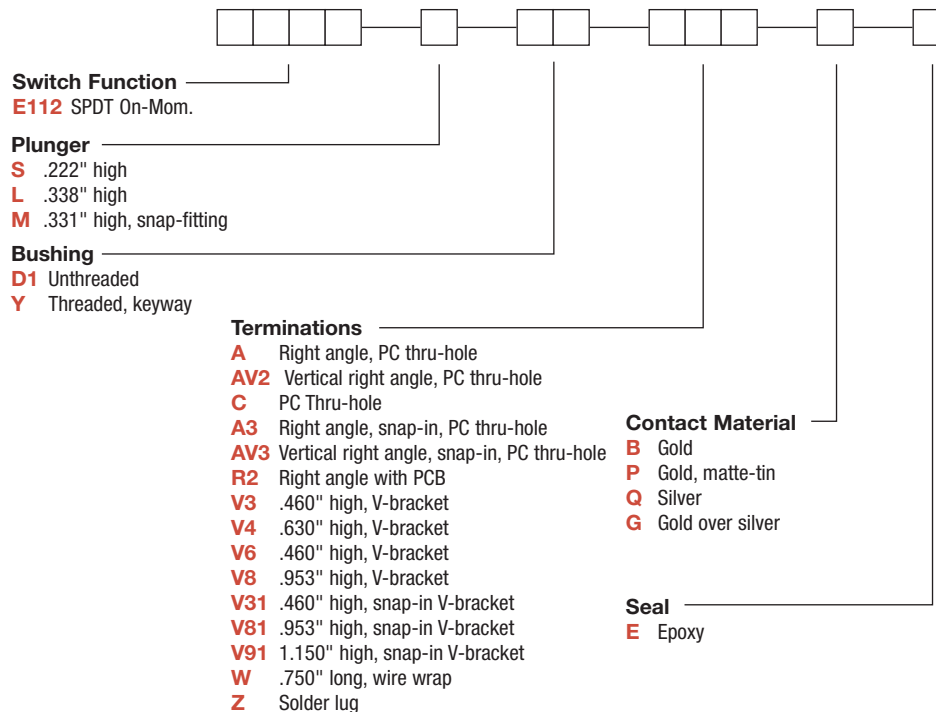 Switch Function
E112 SPDT On-Mom.
Plunger
S .222" high
L .338" high
M .331" high, snap-fitting
Bushing
D1 Unthreaded
Y Threaded, keyway
Terminations
A Right angle, PC thru-hole
AV2 Vertical right angle, PC thru-hole
C PC Thru-hole
A3 Right angle, snap-in, PC thru-hole
AV3 Vertical right angle, snap-in, PC thru-hole
R2 Right angle with PCB
V3 .460" high, V-bracket
V4 .630" high, V-bracket
V6 .460" high, V-bracket
V8 .953" high, V-bracket
V31 .460" high, snap-in V-bracket
V81 .953" high, snap-in V-bracket
V91 1.150" high, snap-in V-bracket
W .750" long, wire wrap
Z Solder lug
Contact Material
B Gold
P Gold, matte-tin
Q Silver
G Gold over silver
Seal
E Epoxy